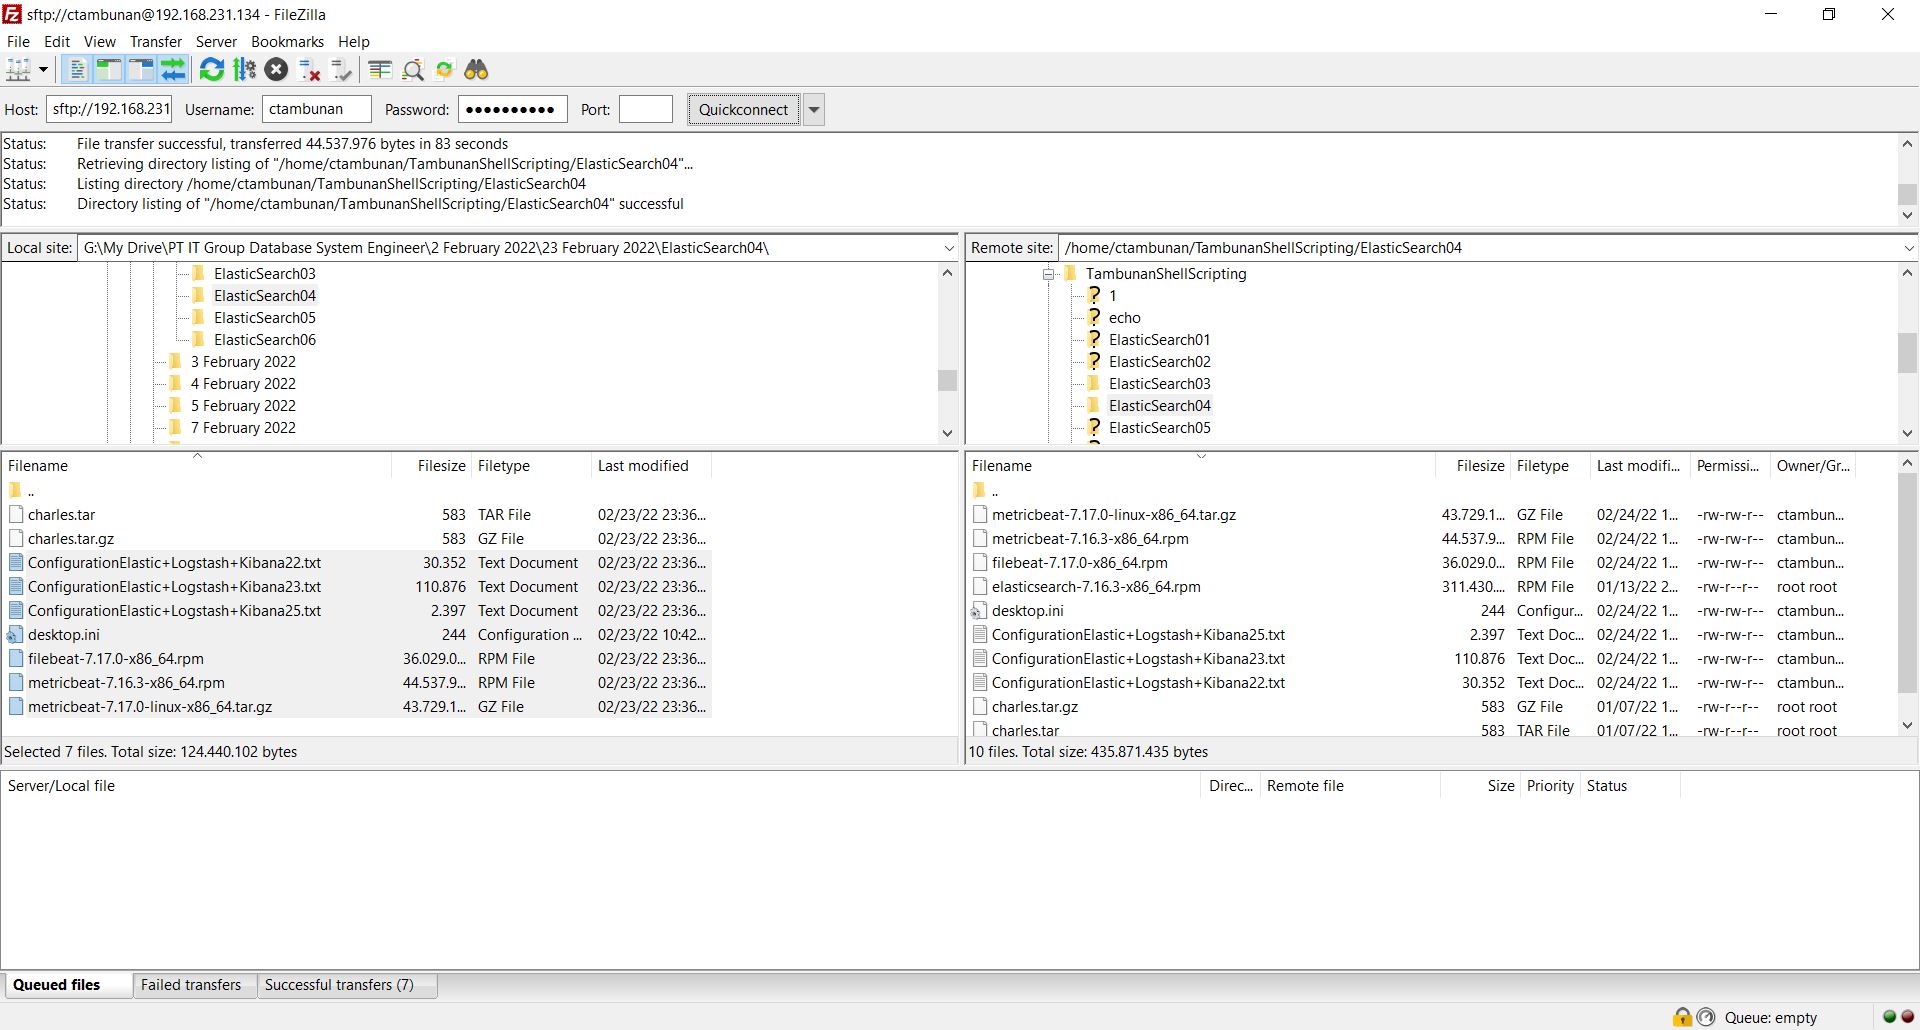 sftp://ctambunan@192.168.231.134 - FileZilla
File Edit View Transfer Server Bookmarks Help
Host: sftp://192.168.231 Username: ctambunan Password: ●●●●●●●●●● Port: Quickconnect
Status: File transfer successful, transferred 44.537.976 bytes in 83 seconds
Status: Retrieving directory listing of "/home/ctambunan/TambunanShellScripting/ElasticSearch04"...
Status: Listing directory /home/ctambunan/TambunanShellScripting/ElasticSearch04
Status: Directory listing of "/home/ctambunan/TambunanShellScripting/ElasticSearch04" successful
Local site: G:\My Drive\PT IT Group Database System Engineer\2 February 2022\23 February 2022\ElasticSearch04\
ElasticSearch03
ElasticSearch04
ElasticSearch05
ElasticSearch06
3 February 2022
4 February 2022
5 February 2022
7 February 2022
Filename Filesize Filetype Last modified
..
charles.tar 583 TAR File 02/23/22 23:36...
charles.tar.gz 583 GZ File 02/23/22 23:36...
ConfigurationElastic+Logstash+Kibana22.txt 30.352 Text Document 02/23/22 23:36...
ConfigurationElastic+Logstash+Kibana23.txt 110.876 Text Document 02/23/22 23:36...
ConfigurationElastic+Logstash+Kibana25.txt 2.397 Text Document 02/23/22 23:36...
desktop.ini 244 Configuration ... 02/23/22 10:42...
filebeat-7.17.0-x86_64.rpm 36.029.0... RPM File 02/23/22 23:36...
metricbeat-7.16.3-x86_64.rpm 44.537.9... RPM File 02/23/22 23:36...
metricbeat-7.17.0-linux-x86_64.tar.gz 43.729.1... GZ File 02/23/22 23:36...
Selected 7 files. Total size: 124.440.102 bytes
Remote site: /home/ctambunan/TambunanShellScripting/ElasticSearch04
TambunanShellScripting
? 1
? echo
? ElasticSearch01
? ElasticSearch02
ElasticSearch03
ElasticSearch04
? ElasticSearch05
Filename Filesize Filetype Last modifi... Permissi... Owner/Gr...
..
metricbeat-7.17.0-linux-x86_64.tar.gz 43.729.1... GZ File 02/24/22 1... -rw-rw-r-- ctambun...
metricbeat-7.16.3-x86_64.rpm 44.537.9... RPM File 02/24/22 1... -rw-rw-r-- ctambun...
filebeat-7.17.0-x86_64.rpm 36.029.0... RPM File 02/24/22 1... -rw-rw-r-- ctambun...
elasticsearch-7.16.3-x86_64.rpm 311.430.... RPM File 01/13/22 2... -rw-r--r-- root root
desktop.ini 244 Configur... 02/24/22 1... -rw-rw-r-- ctambun...
ConfigurationElastic+Logstash+Kibana25.txt 2.397 Text Doc... 02/24/22 1... -rw-rw-r-- ctambun...
ConfigurationElastic+Logstash+Kibana23.txt 110.876 Text Doc... 02/24/22 1... -rw-rw-r-- ctambun...
ConfigurationElastic+Logstash+Kibana22.txt 30.352 Text Doc... 02/24/22 1... -rw-rw-r-- ctambun...
charles.tar.gz 583 GZ File 01/07/22 1... -rw-r--r-- root root
charles.tar 583 TAR File 01/07/22 1... -rw-r--r-- root root
10 files. Total size: 435.871.435 bytes
Server/Local file Direc... Remote file Size Priority Status
Queued files Failed transfers Successful transfers (7)
Queue: empty